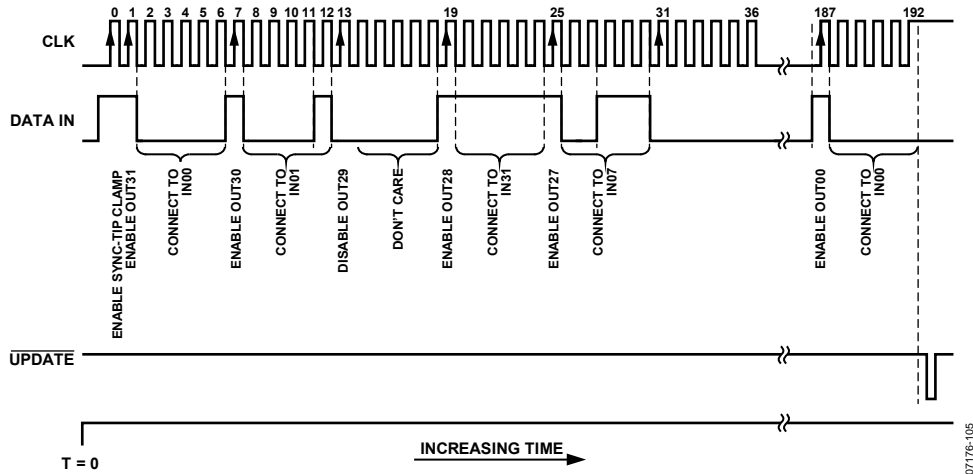 0 1 2 3 4 5 6 7 8 9 10 11 12 13 19 25 31 36 187 192
CLK
DATA IN
ENABLE SYNC-TIP CLAMP
ENABLE OUT31
CONNECT TO
IN00
ENABLE OUT30
CONNECT TO
IN01
DISABLE OUT29
DON'T CARE
ENABLE OUT28
CONNECT TO
IN31
ENABLE OUT27
CONNECT TO
IN07
ENABLE OUT00
CONNECT TO
IN00
UPDATE
T = 0
INCREASING TIME
07176-105